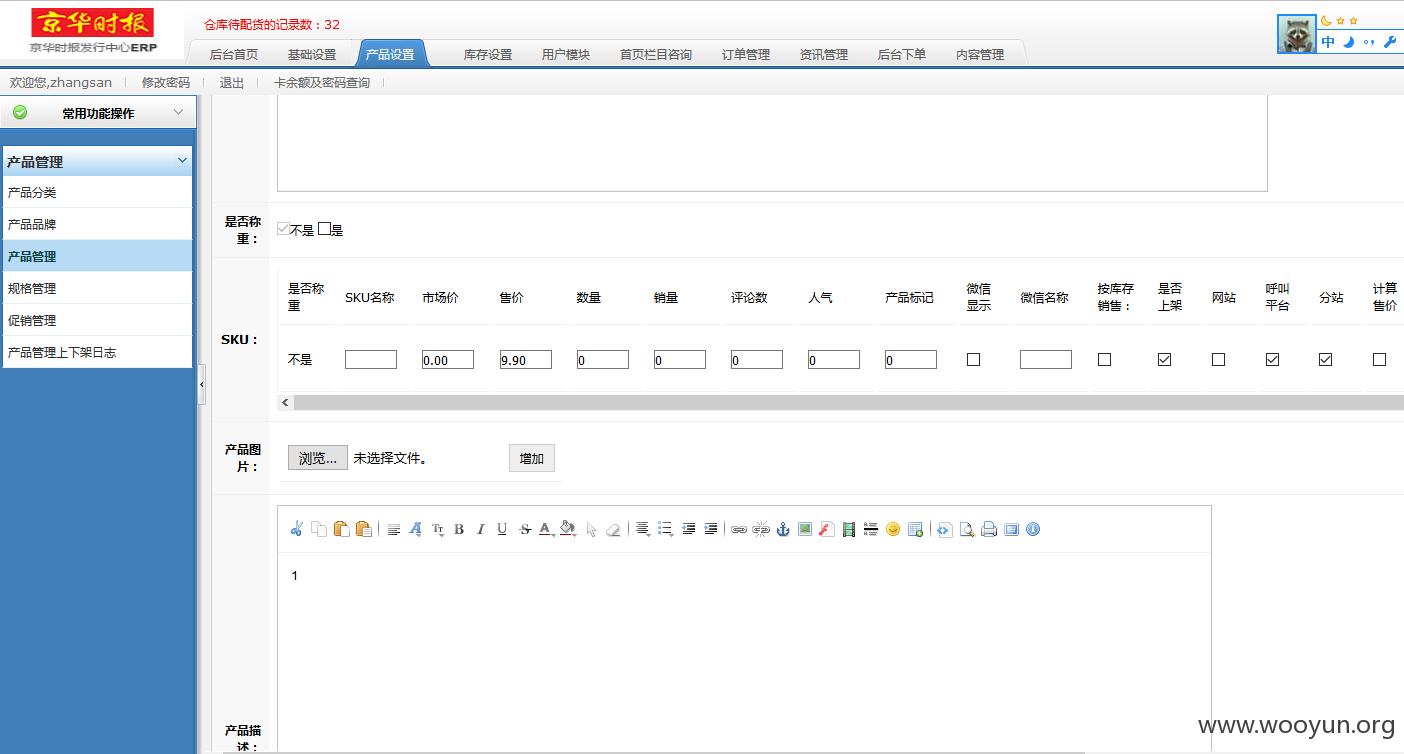 京华时报
京华时报发行中心ERP
仓库待配货的记录数：32
后台首页 基础设置 产品设置 库存设置 用户模块 首页栏目咨询 订单管理 资讯管理 后台下单 内容管理
中
欢迎您,zhangsan 修改密码 退出 卡余额及密码查询
常用功能操作
产品管理
产品分类
产品品牌
产品管理
规格管理
促销管理
产品管理上下架日志
是否称
重：
不是 是
SKU：
是否称
重
SKU名称 市场价 售价 数量 销量 评论数 人气 产品标记
微信
显示
微信名称
按库存
销售：
是否
上架
网站
呼叫
平台
分站
计算
售价
不是 0.00 9.90 0 0 0 0 0
产品图
片：
浏览... 未选择文件。 增加
1
产品描
述：
www.wooyun.org